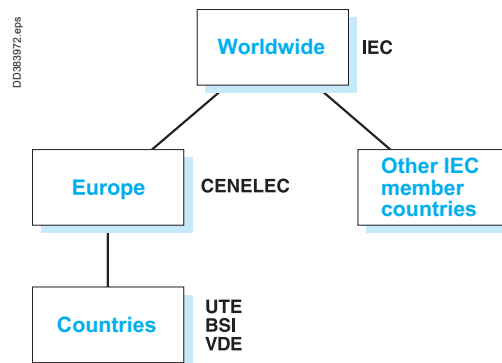 DD383972.eps
Worldwide
IEC
Europe
CENELEC
Other IEC
member
countries
Countries
UTE
BSI
VDE